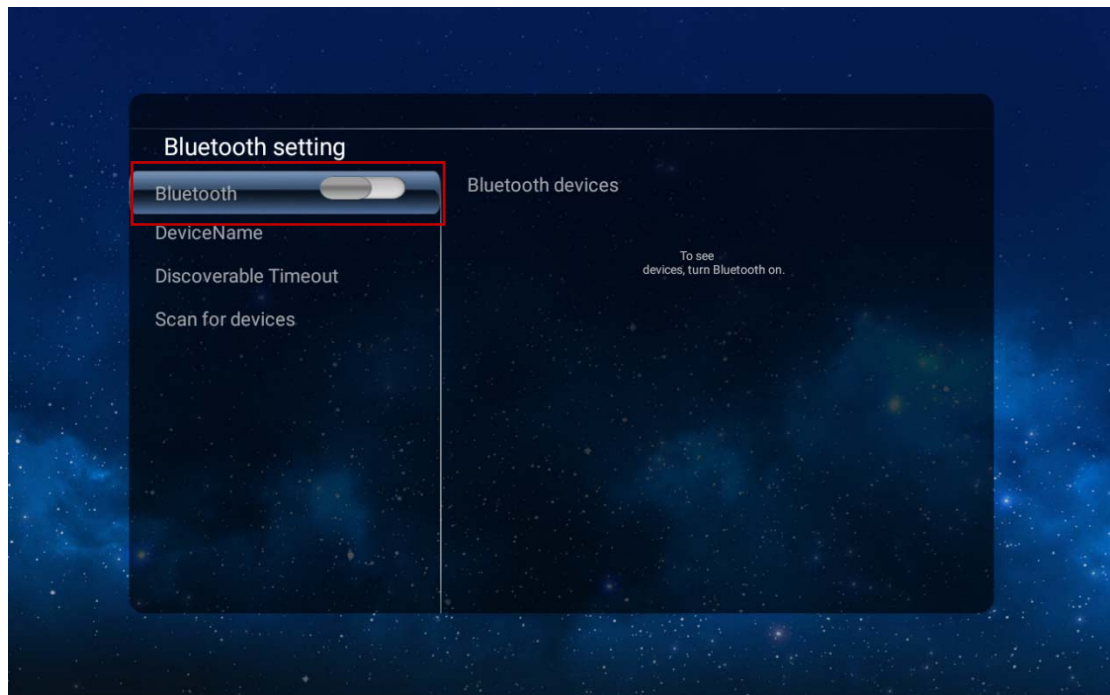 Bluetooth setting
Bluetooth
DeviceName
Discoverable Timeout
Scan for devices
Bluetooth devices
To see
devices, turn Bluetooth on.